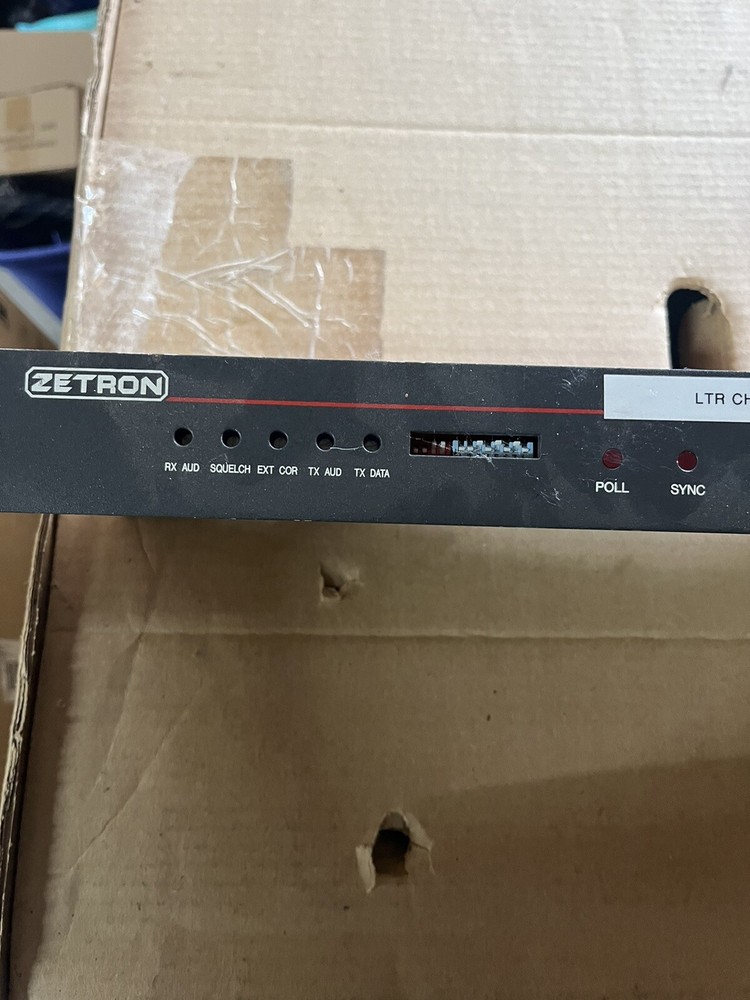 ZETRON
LTR CH
RX AUD SQUELCH EXT COR TX AUD TX DATA
POLL SYNC